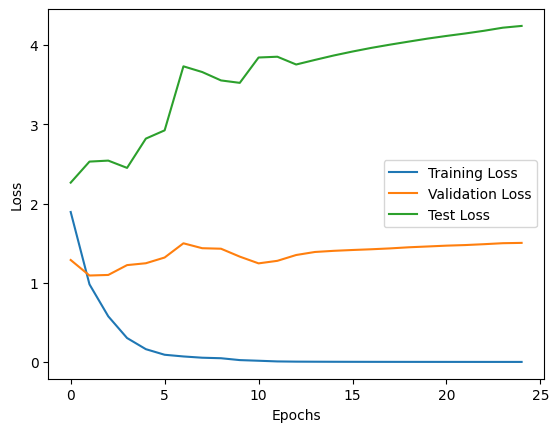 4
3
2
1
0
Loss
Training Loss
Validation Loss
Test Loss
0 5 10 15 20 25
Epochs